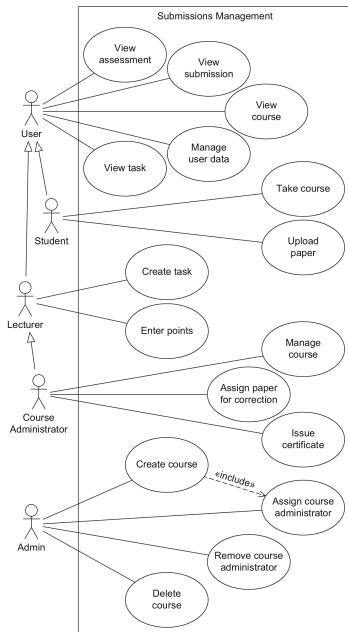 Submissions Management
View
assessment
View
submission
View
course
User
Manage
user data
View task
Take course
Student
Upload
paper
Create task
Lecturer
Enter points
Manage
course
Assign paper
for correction
Course
Administrator
Issue
certificate
Create course
«include»
Assign course
administrator
Admin
Remove course
administrator
Delete
course